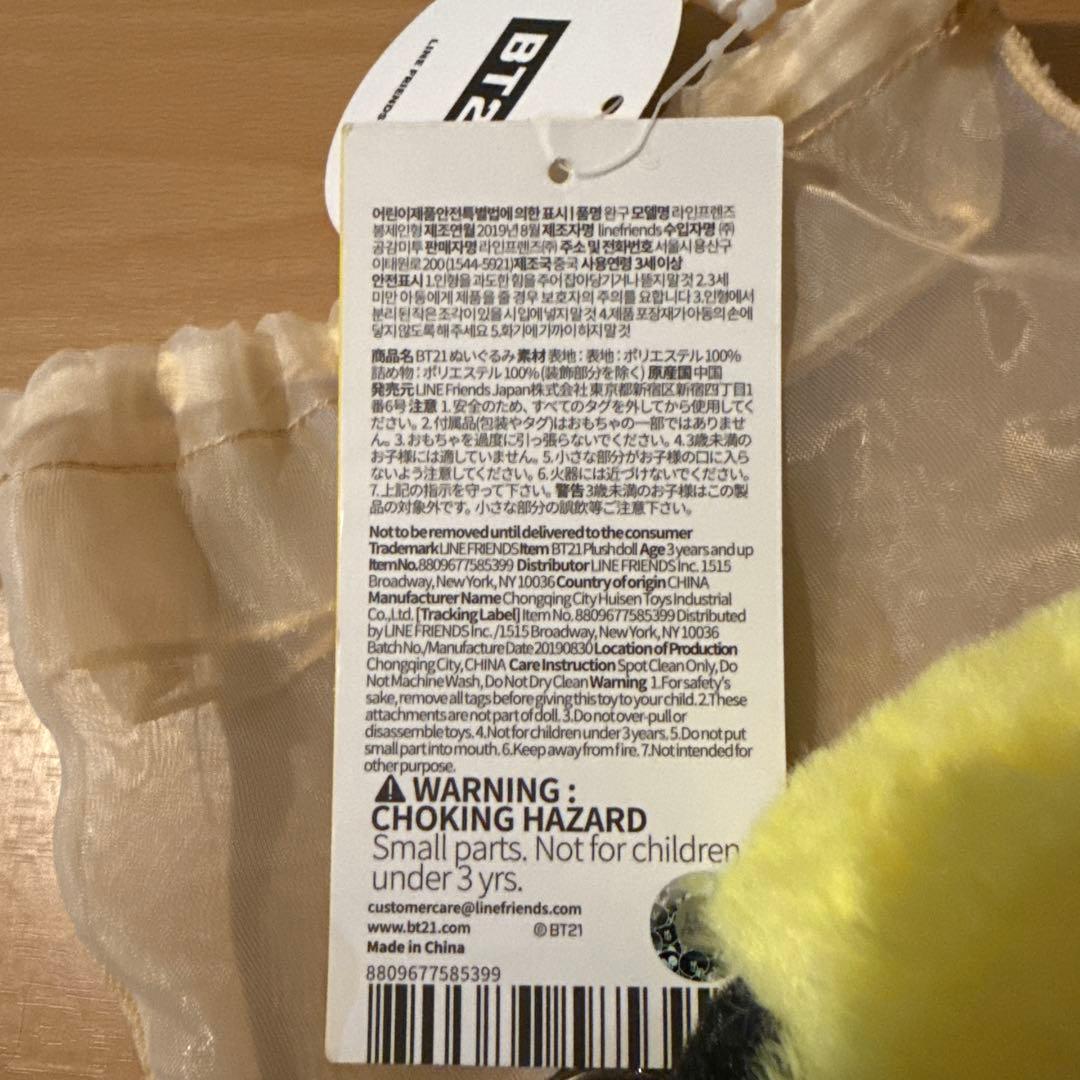 LINE FRIENDS
BT2
어린이제품안전특별법에 의한 표시 | 품명 완구 모델명 라인프렌즈
봉제인형 제조연월 2019년 8월 제조자명 linefriends 수입자명 ㈜
공감미투 판매자명 라인프렌즈㈜ 주소 및 전화번호 서울시 용산구
이태원로 200 (1544-5921) 제조국 중국 사용연령 3세 이상
안전표시 1.인형을 과도한 힘을 주어 잡아당기거나 뜯지 말 것 2.3세
미만 아동에게 제품을 줄 경우 보호자의 주의를 요합니다 3.인형에서
분리 된 작은 조각이 있을 시 입에 넣지 말 것 4.제품 포장재가 아동의 손에
닿지 않도록 해 주세요 5.화기에 가까이 하지 말 것
商品名 BT21 ぬいぐるみ 素材 表地：表地：ポリエステル 100%
詰め物：ポリエステル 100% (装飾部分を除く) 原産国 中国
発売元 LINE Friends Japan株式会社 東京都新宿区新宿四丁目1
番6号 注意 1. 安全のため、すべてのタグを外してから使用してく
ださい。2. 付属品(包装やタグ)はおもちゃの一部ではありませ
ん。3. おもちゃを過度に引っ張らないでください。4. 3歳未満の
お子様には適していません。5. 小さな部分がお子様の口に入ら
ないよう注意してください。6. 火器には近づけないでください。
7. 上記の指示を守って下さい。警告 3歳未満のお子様はこの製
品の対象外です。小さな部分の誤飲等ご注意下さい。
Not to be removed until delivered to the consumer
Trademark LINE FRIENDS Item BT21 Plush doll Age 3 years and up
Item No. 8809677585399 Distributor LINE FRIENDS Inc. 1515
Broadway, New York, NY 10036 Country of origin CHINA
Manufacturer Name Chongqing City Huisen Toys Industrial
Co., Ltd. [Tracking Label] Item No. 8809677585399 Distributed
by LINE FRIENDS Inc. / 1515 Broadway, New York, NY 10036
Batch No./Manufacture Date 20190830 Location of Production
Chongqing City, CHINA Care Instruction Spot Clean Only, Do
Not Machine Wash, Do Not Dry Clean Warning 1.For safety's
sake, remove all tags before giving this toy to your child. 2.These
attachments are not part of doll. 3.Do not over-pull or
disassemble toys. 4.Not for children under 3 years. 5.Do not put
small part into mouth. 6.Keep away from fire. 7.Not intended for
other purpose.
⚠ WARNING :
CHOKING HAZARD
Small parts. Not for children
under 3 yrs.
customercare@linefriends.com
www.bt21.com ©BT21
Made in China
8809677585399